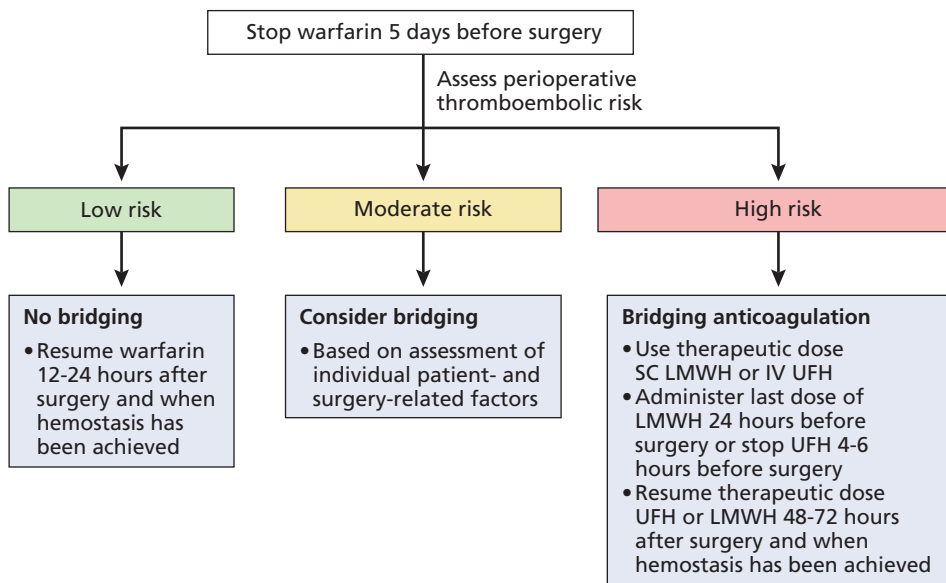 Stop warfarin 5 days before surgery
Assess perioperative
thromboembolic risk
Low risk
Moderate risk
High risk
No bridging
• Resume warfarin
12-24 hours after
surgery and when
hemostasis has
been achieved
Consider bridging
• Based on assessment of
individual patient- and
surgery-related factors
Bridging anticoagulation
• Use therapeutic dose
SC LMWH or IV UFH
• Administer last dose of
LMWH 24 hours before
surgery or stop UFH 4-6
hours before surgery
• Resume therapeutic dose
UFH or LMWH 48-72 hours
after surgery and when
hemostasis has been achieved